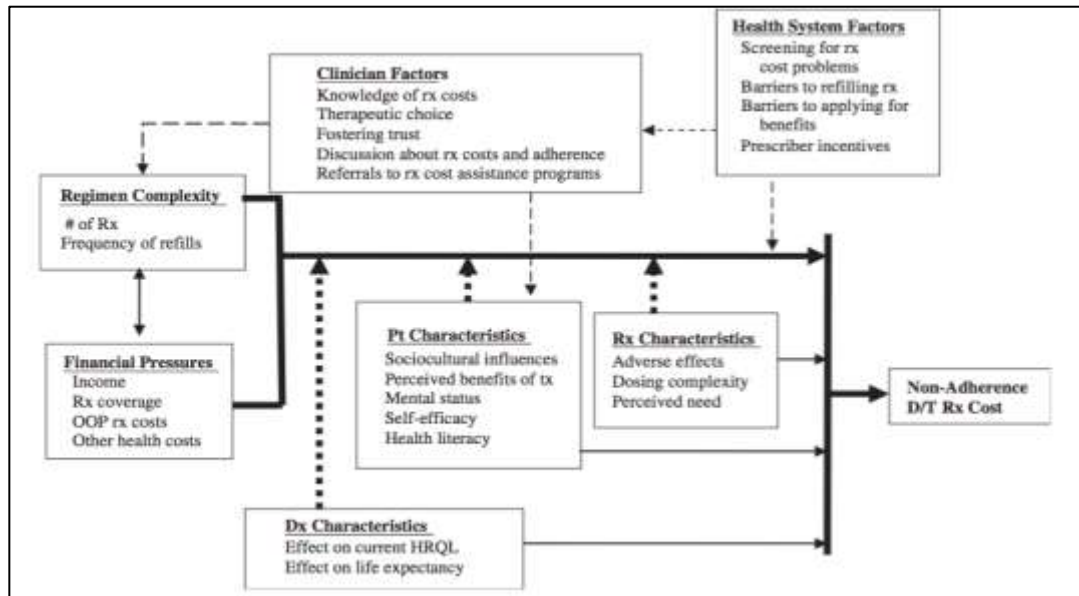 Health System Factors
Screening for rx
cost problems
Barriers to refilling rx
Barriers to applying for
benefits
Prescriber incentives
Clinician Factors
Knowledge of rx costs
Therapeutic choice
Fostering trust
Discussion about rx costs and adherence
Referrals to rx cost assistance programs
Regimen Complexity
# of Rx
Frequency of refills
Financial Pressures
Income
Rx coverage
OOP rx costs
Other health costs
Pt Characteristics
Sociocultural influences
Perceived benefits of tx
Mental status
Self-efficacy
Health literacy
Rx Characteristics
Adverse effects
Dosing complexity
Perceived need
Non-Adherence
D/T Rx Cost
Dx Characteristics
Effect on current HRQL
Effect on life expectancy